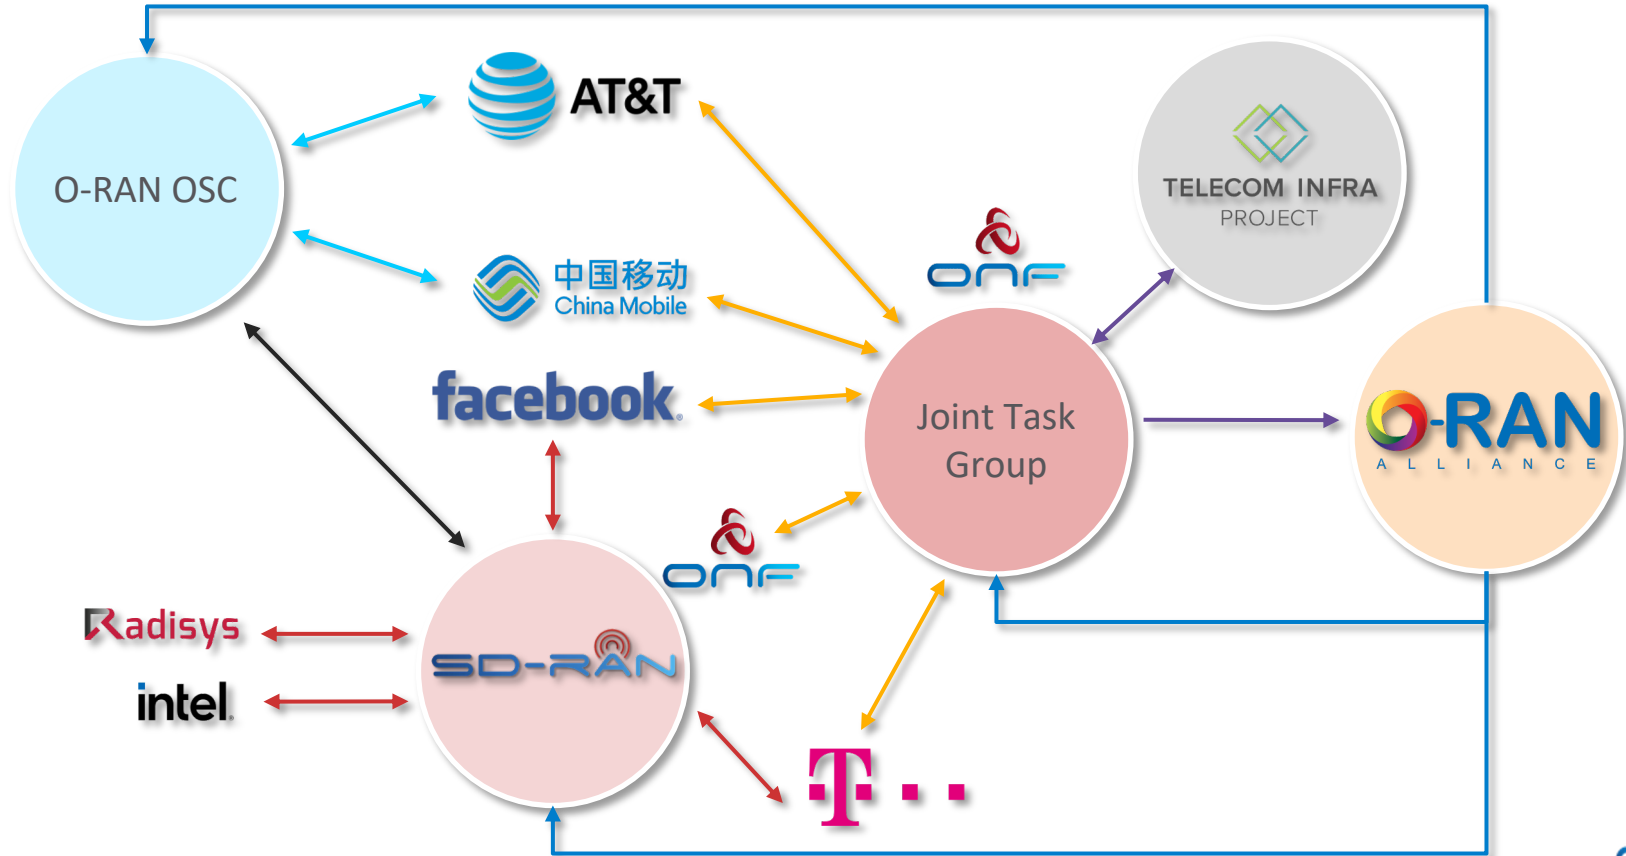 O-RAN OSC
AT&T
中国移动
China Mobile
facebook®
TELECOM INFRA
PROJECT
ONF
Joint Task
Group
O-RAN
ALLIANCE
ONF
Radisys
intel®
SD-RAN
T